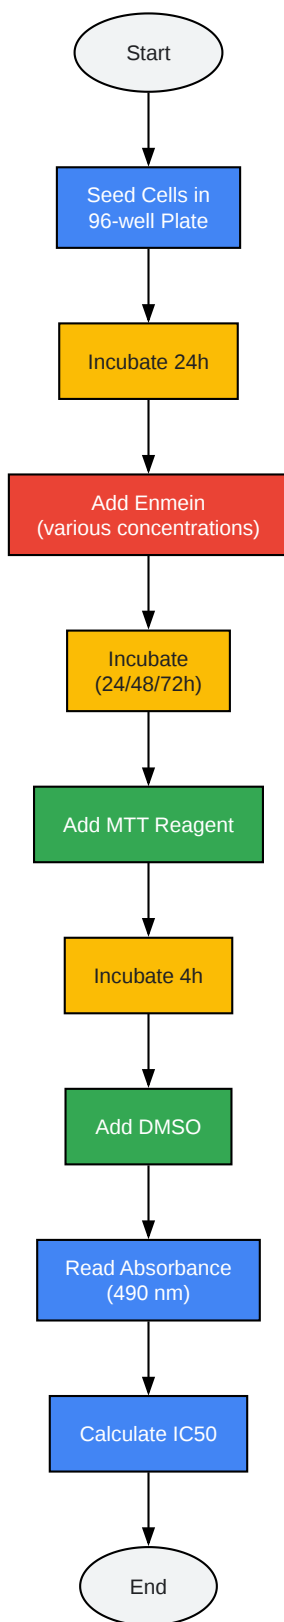 Start
Seed Cells in
96-well Plate
Incubate 24h
Add Enmein
(various concentrations)
Incubate
(24/48/72h)
Add MTT Reagent
Incubate 4h
Add DMSO
Read Absorbance
(490 nm)
Calculate IC50
End